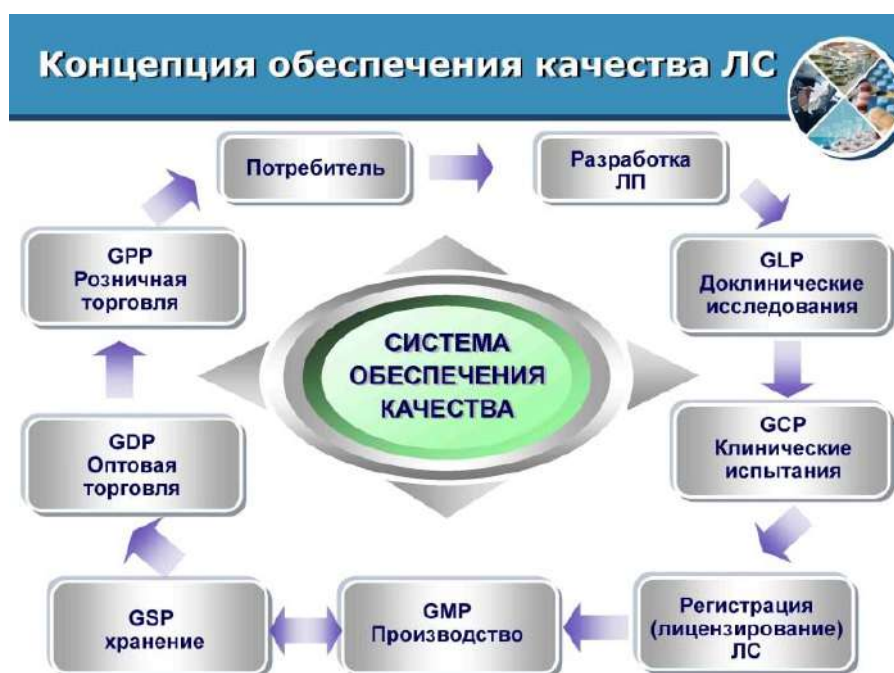 Концепция обеспечения качества ЛС
Потребитель
Разработка
ЛП
GPP
Розничная
торговля
GLP
Доклинические
исследования
СИСТЕМА
ОБЕСПЕЧЕНИЯ
КАЧЕСТВА
GDP
Оптовая
торговля
GCP
Клинические
испытания
GSP
хранение
GMP
Производство
Регистрация
(лицензирование)
ЛС